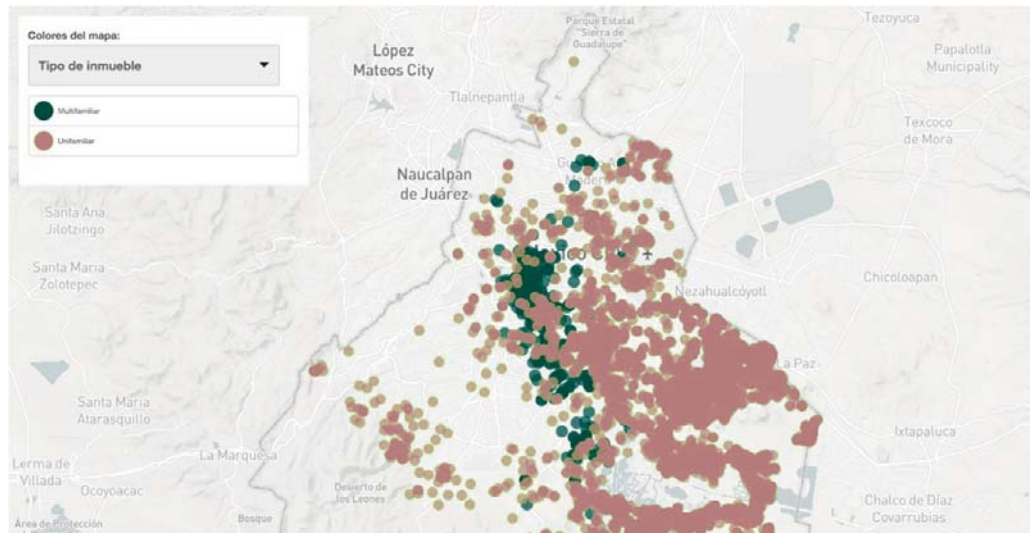 Colores del mapa:
Tipo de inmueble
Multifamiliar
Unifamiliar
Parque Estatal
"Sierra de
Guadalupe"
Tezoyuca
López
Mateos City
Papalotla
Municipality
Tlalnepantla
Texcoco
de Mora
Naucalpan
de Juárez
Santa Ana
Jilotzingo
Santa Maria
Zolotepec
Chicoloapan
Nezahualcóyotl
La Paz
Santa Maria
Atarasquillo
Ixtapaluca
La Marquesa
Lerma de
Villada
Ocoyoacac
Desierto de
los Leones
Chalco de Díaz
Covarrubias
Bosque
Área de Protección